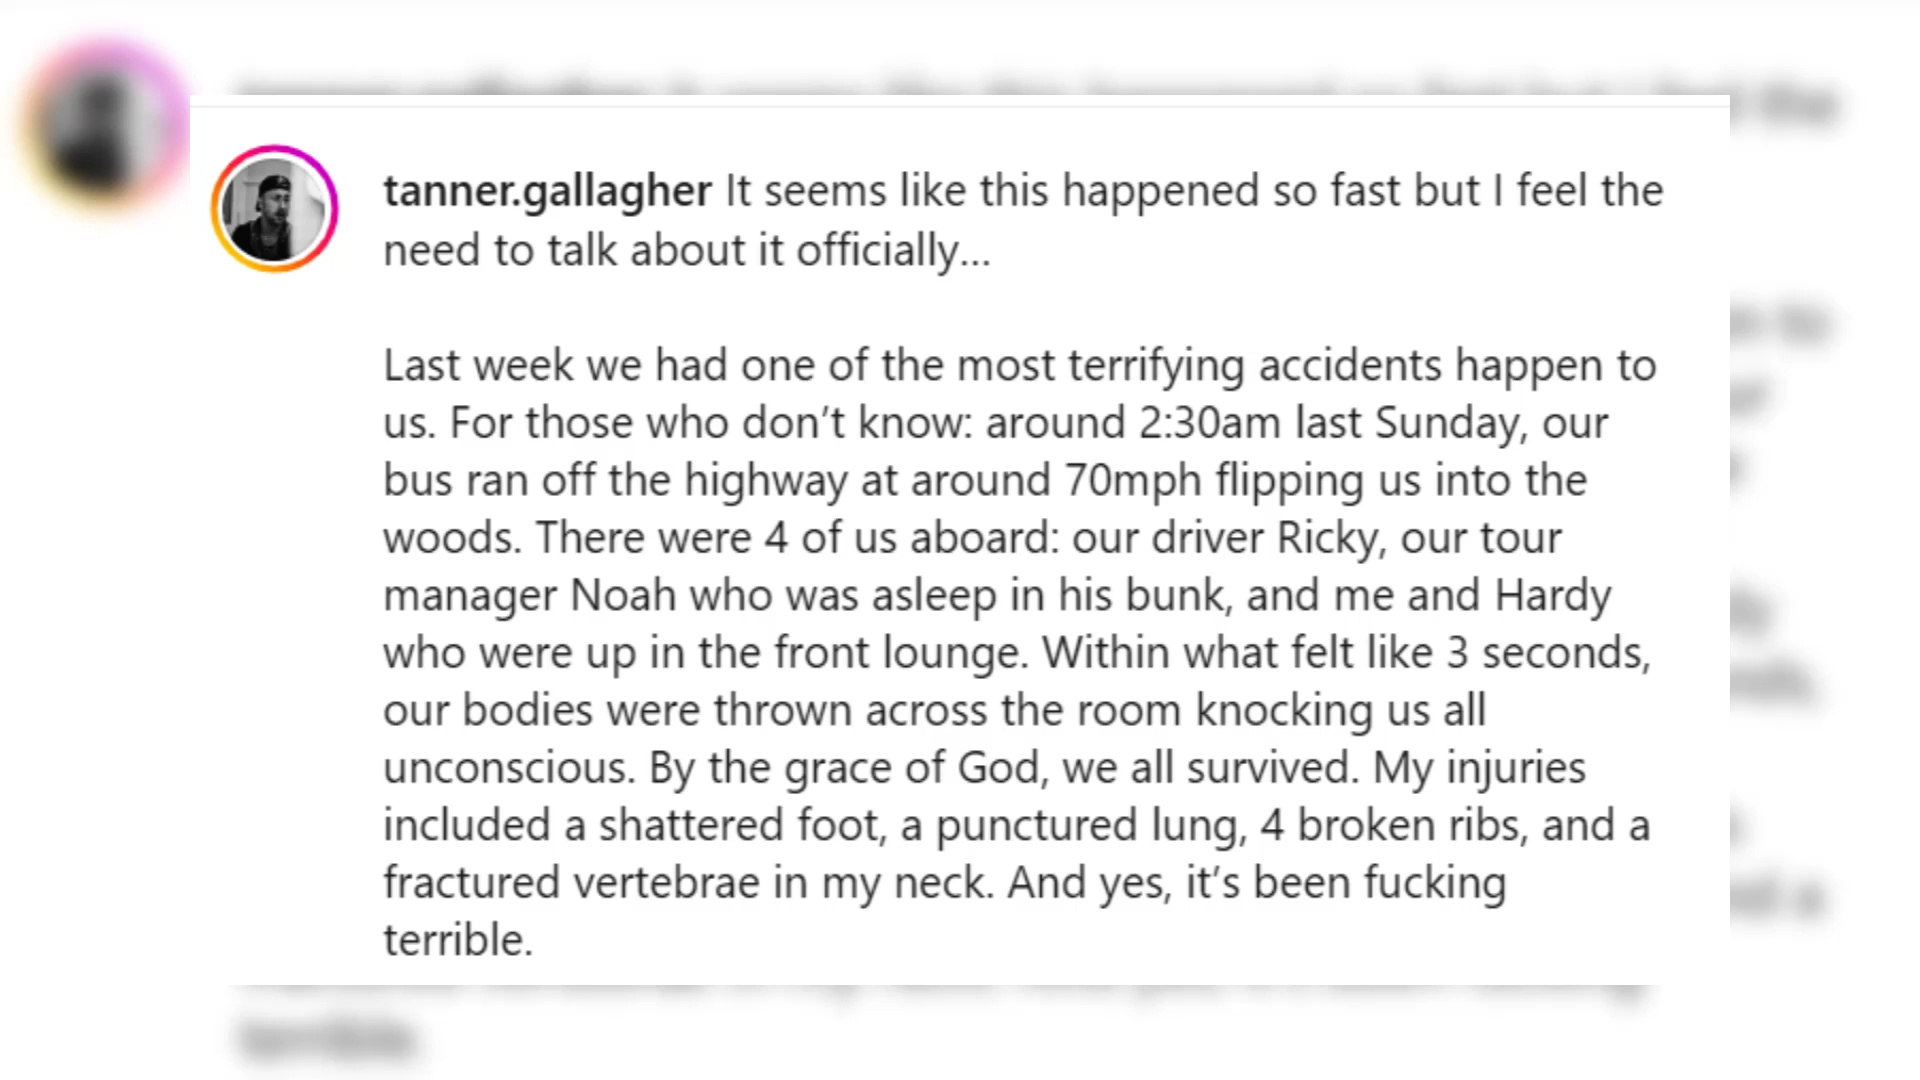 tanner.gallagher It seems like this happened so fast but I feel the
need to talk about it officially...
Last week we had one of the most terrifying accidents happen to
us. For those who don’t know: around 2:30am last Sunday, our
bus ran off the highway at around 70mph flipping us into the
woods. There were 4 of us aboard: our driver Ricky, our tour
manager Noah who was asleep in his bunk, and me and Hardy
who were up in the front lounge. Within what felt like 3 seconds,
our bodies were thrown across the room knocking us all
unconscious. By the grace of God, we all survived. My injuries
included a shattered foot, a punctured lung, 4 broken ribs, and a
fractured vertebrae in my neck. And yes, it’s been fucking
terrible.